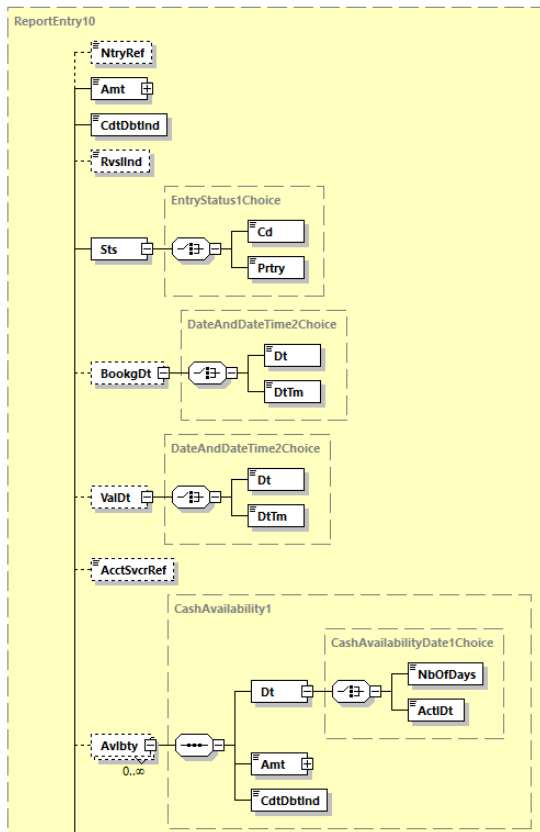 ReportEntry10
NtryRef
Amt
CdtDbtInd
RvslInd
EntryStatus1Choice
Sts
Cd
Prtry
DateAndDateTime2Choice
BookgDt
Dt
DtTm
DateAndDateTime2Choice
ValDt
Dt
DtTm
AcctSvcrRef
CashAvailability1
CashAvailabilityDate1Choice
Dt
NbOfDays
ActlDt
Avlbty
0..∞
Amt
CdtDbtInd